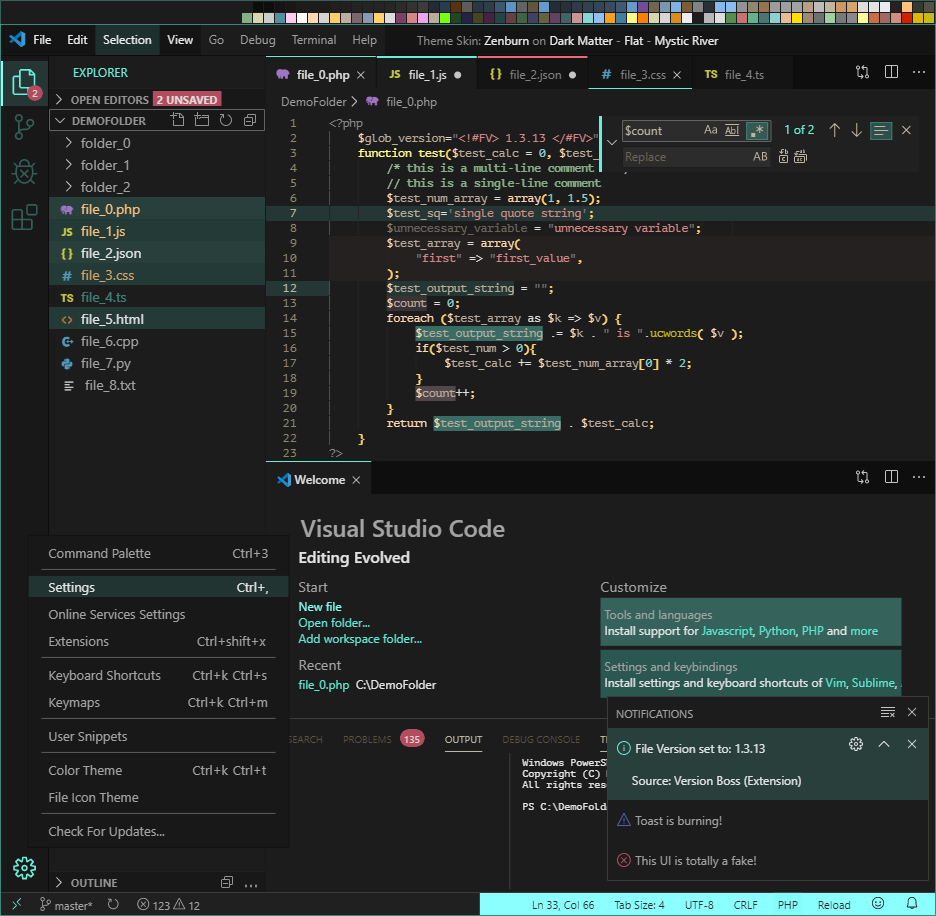 File Edit Selection View Go Debug Terminal Help Theme Skin: Zenburn on Dark Matter - Flat - Mystic River
2
EXPLORER
OPEN EDITORS 2 UNSAVED
DEMOFOLDER
folder_0
folder_1
folder_2
file_0.php
JS file_1.js
{} file_2.json
# file_3.css
TS file_4.ts
<> file_5.html
file_6.cpp
file_7.py
file_8.txt
file_0.php JS file_1.js {} file_2.json # file_3.css TS file_4.ts
DemoFolder > file_0.php
$count Aa Abl .* 1 of 2
Replace AB
1 <?php
2 $glob_version="<!#FV> 1.3.13 </#FV>"
3 function test($test_calc = 0, $test_
4 /* this is a multi-line comment
5 // this is a single-line comment
6 $test_num_array = array(1, 1.5);
7 $test_sq='single quote string';
8 $unnecessary_variable = "unnecessary variable";
9 $test_array = array(
10 "first" => "first_value",
11 );
12 $test_output_string = "";
13 $count = 0;
14 foreach ($test_array as $k => $v) {
15 $test_output_string .= $k . " is ".ucwords( $v );
16 if($test_num > 0){
17 $test_calc += $test_num_array[0] * 2;
18 }
19 $count++;
20 }
21 return $test_output_string . $test_calc;
22 }
23 ?>
Welcome
Visual Studio Code
Editing Evolved
Start
New file
Open folder...
Add workspace folder...
Recent
file_0.php C:\DemoFolder
Customize
Tools and languages
Install support for Javascript, Python, PHP and more
Settings and keybindings
Install settings and keyboard shortcuts of Vim, Sublime,
Command Palette Ctrl+3
Settings Ctrl+,
Online Services Settings
Extensions Ctrl+shift+x
Keyboard Shortcuts Ctrl+k Ctrl+s
Keymaps Ctrl+k Ctrl+m
User Snippets
Color Theme Ctrl+k Ctrl+t
File Icon Theme
Check For Updates...
SEARCH PROBLEMS 135 OUTPUT DEBUG CONSOLE T
Windows PowerS
Copyright (C)
All rights rese
PS C:\DemoFold
NOTIFICATIONS
File Version set to: 1.3.13
Source: Version Boss (Extension)
Toast is burning!
This UI is totally a fake!
OUTLINE
master* 123 12 Ln 33, Col 66 Tab Size: 4 UTF-8 CRLF PHP Reload